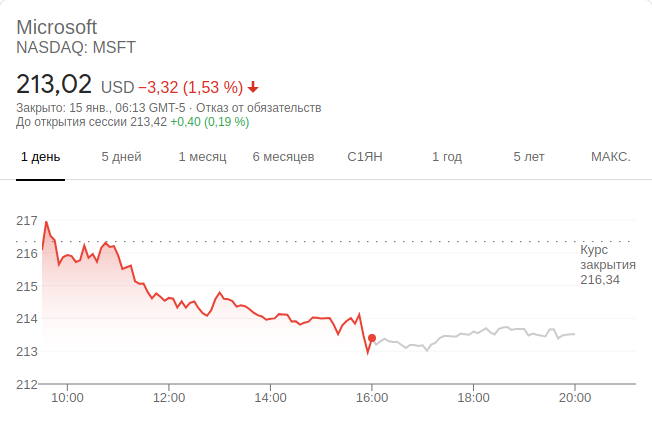 Microsoft
NASDAQ: MSFT
213,02 USD −3,32 (1,53 %)
Закрыто: 15 янв., 06:13 GMT-5 · Отказ от обязательств
До открытия сессии 213,42 +0,40 (0,19 %)
1 день 5 дней 1 месяц 6 месяцев С1ЯН 1 год 5 лет МАКС.
217
216
215
214
213
212
Курс
закрытия
216,34
10:00 12:00 14:00 16:00 18:00 20:00